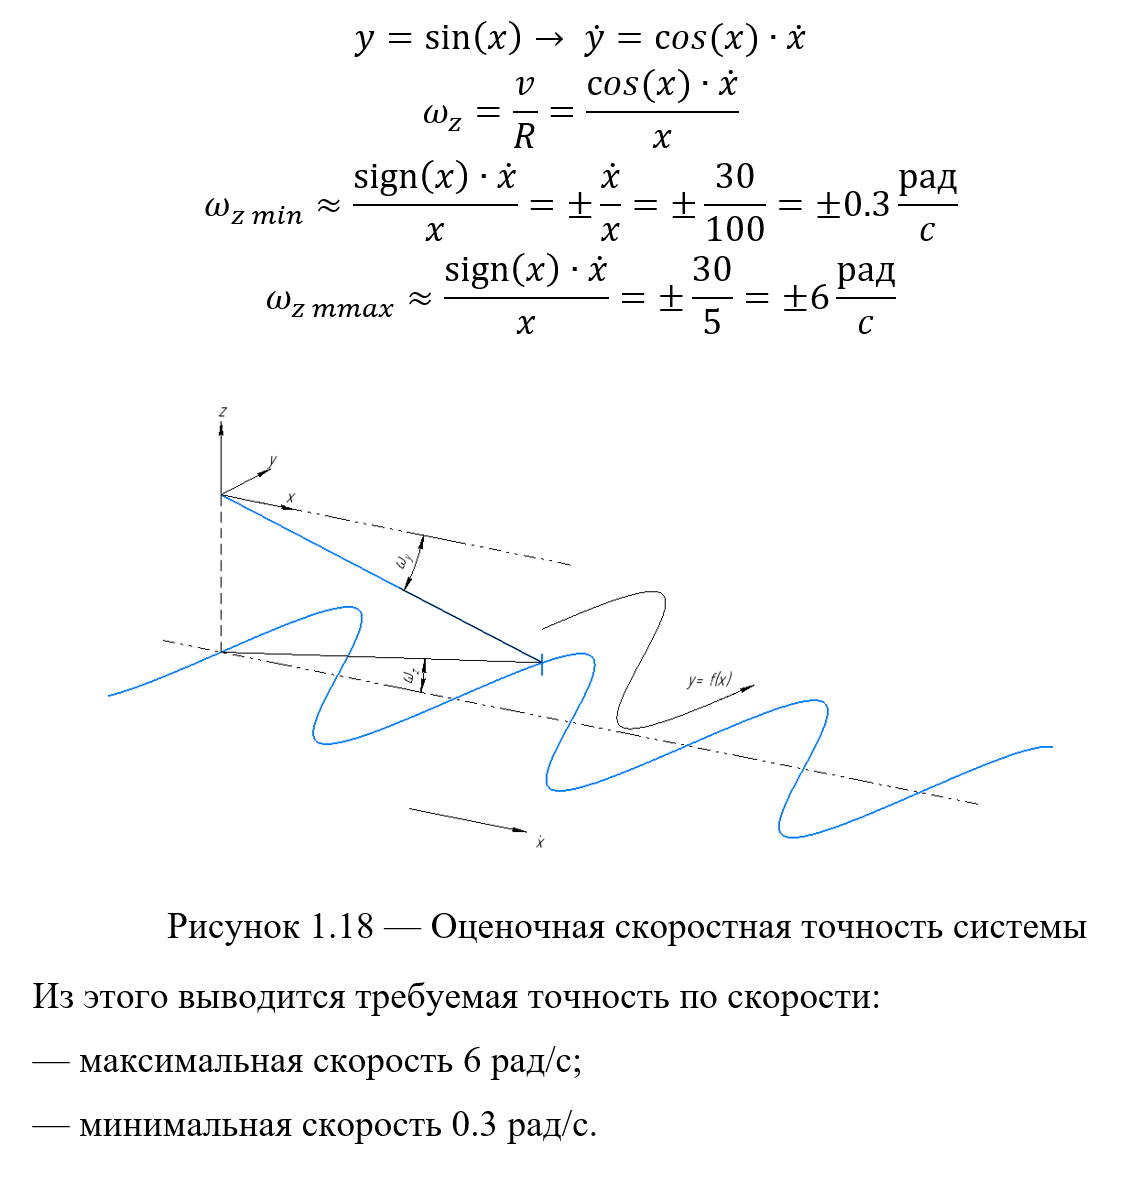 y = sin(x) → ẏ = cos(x) · ẋ
ω_z = v/R = cos(x) · ẋ / x
ω_{z min} ≈ sign(x) · ẋ / x = ± ẋ/x = ± 30/100 = ±0.3 рад/с
ω_{z mmax} ≈ sign(x) · ẋ / x = ± 30/5 = ±6 рад/с
z
y
x
ω_y
ω_z
y= f(x)
ẋ
Рисунок 1.18 — Оценочная скоростная точность системы
Из этого выводится требуемая точность по скорости:
— максимальная скорость 6 рад/с;
— минимальная скорость 0.3 рад/с.